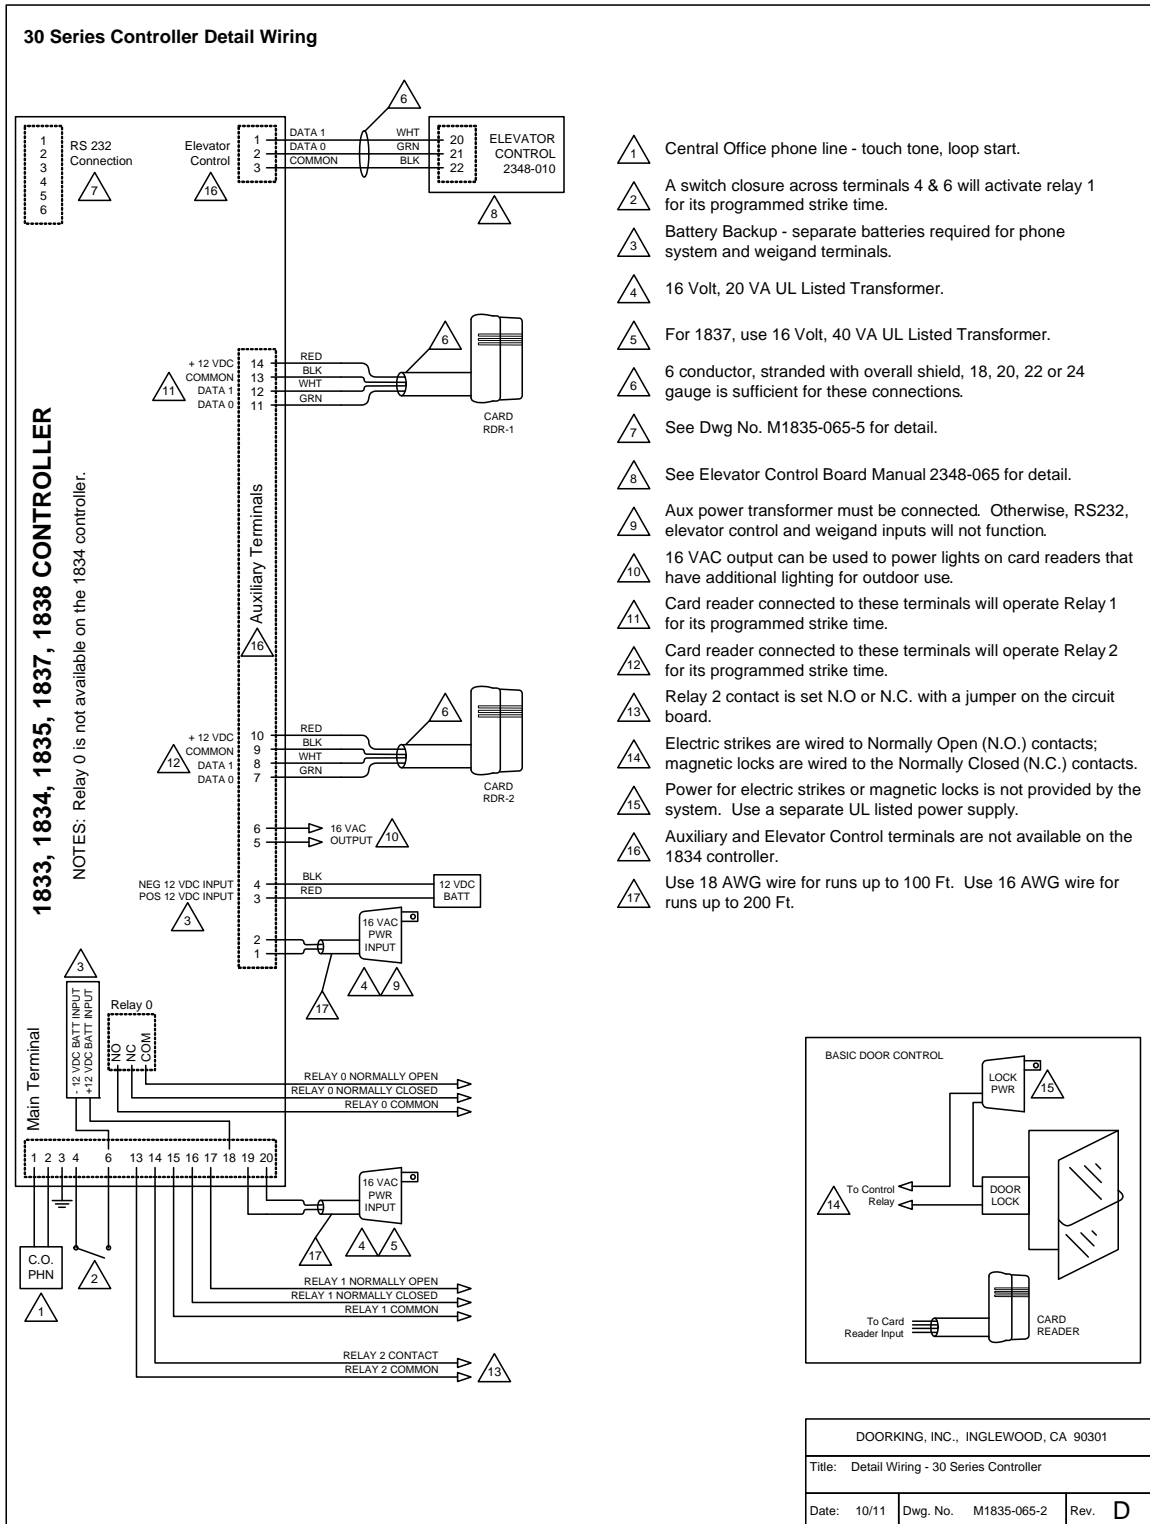 30 Series Controller Detail Wiring
1
2
3
4
5
6
RS 232
Connection
7
Elevator
Control
16
1
2
3
DATA 1
DATA 0
COMMON
6
WHT
GRN
BLK
20
21
22
ELEVATOR
CONTROL
2348-010
8
1833, 1834, 1835, 1837, 1838 CONTROLLER
NOTES: Relay 0 is not available on the 1834 controller.
Auxiliary Terminals
16
+ 12 VDC
COMMON
DATA 1
DATA 0
11
14
13
12
11
RED
BLK
WHT
GRN
6
CARD
RDR-1
+ 12 VDC
COMMON
DATA 1
DATA 0
12
10
9
8
7
RED
BLK
WHT
GRN
6
CARD
RDR-2
6
5
16 VAC
OUTPUT
10
NEG 12 VDC INPUT
POS 12 VDC INPUT
3
4
3
BLK
RED
12 VDC
BATT
2
1
16 VAC
PWR
INPUT
17
4
9
3
- 12 VDC BATT INPUT
+12 VDC BATT INPUT
Relay 0
NO
NC
COM
Main Terminal
RELAY 0 NORMALLY OPEN
RELAY 0 NORMALLY CLOSED
RELAY 0 COMMON
1 2 3 4 6 13 14 15 16 17 18 19 20
16 VAC
PWR
INPUT
17
4
5
C.O.
PHN
1
2
RELAY 1 NORMALLY OPEN
RELAY 1 NORMALLY CLOSED
RELAY 1 COMMON
RELAY 2 CONTACT
RELAY 2 COMMON
13
1 Central Office phone line - touch tone, loop start.
2 A switch closure across terminals 4 & 6 will activate relay 1
for its programmed strike time.
3 Battery Backup - separate batteries required for phone
system and weigand terminals.
4 16 Volt, 20 VA UL Listed Transformer.
5 For 1837, use 16 Volt, 40 VA UL Listed Transformer.
6 6 conductor, stranded with overall shield, 18, 20, 22 or 24
gauge is sufficient for these connections.
7 See Dwg No. M1835-065-5 for detail.
8 See Elevator Control Board Manual 2348-065 for detail.
9 Aux power transformer must be connected. Otherwise, RS232,
elevator control and weigand inputs will not function.
10 16 VAC output can be used to power lights on card readers that
have additional lighting for outdoor use.
11 Card reader connected to these terminals will operate Relay 1
for its programmed strike time.
12 Card reader connected to these terminals will operate Relay 2
for its programmed strike time.
13 Relay 2 contact is set N.O or N.C. with a jumper on the circuit
board.
14 Electric strikes are wired to Normally Open (N.O.) contacts;
magnetic locks are wired to the Normally Closed (N.C.) contacts.
15 Power for electric strikes or magnetic locks is not provided by the
system. Use a separate UL listed power supply.
16 Auxiliary and Elevator Control terminals are not available on the
1834 controller.
17 Use 18 AWG wire for runs up to 100 Ft. Use 16 AWG wire for
runs up to 200 Ft.
BASIC DOOR CONTROL
LOCK
PWR
15
To Control
Relay
14
DOOR
LOCK
To Card
Reader Input
CARD
READER
DOORKING, INC., INGLEWOOD, CA 90301
Title: Detail Wiring - 30 Series Controller
Date: 10/11 Dwg. No. M1835-065-2 Rev. D